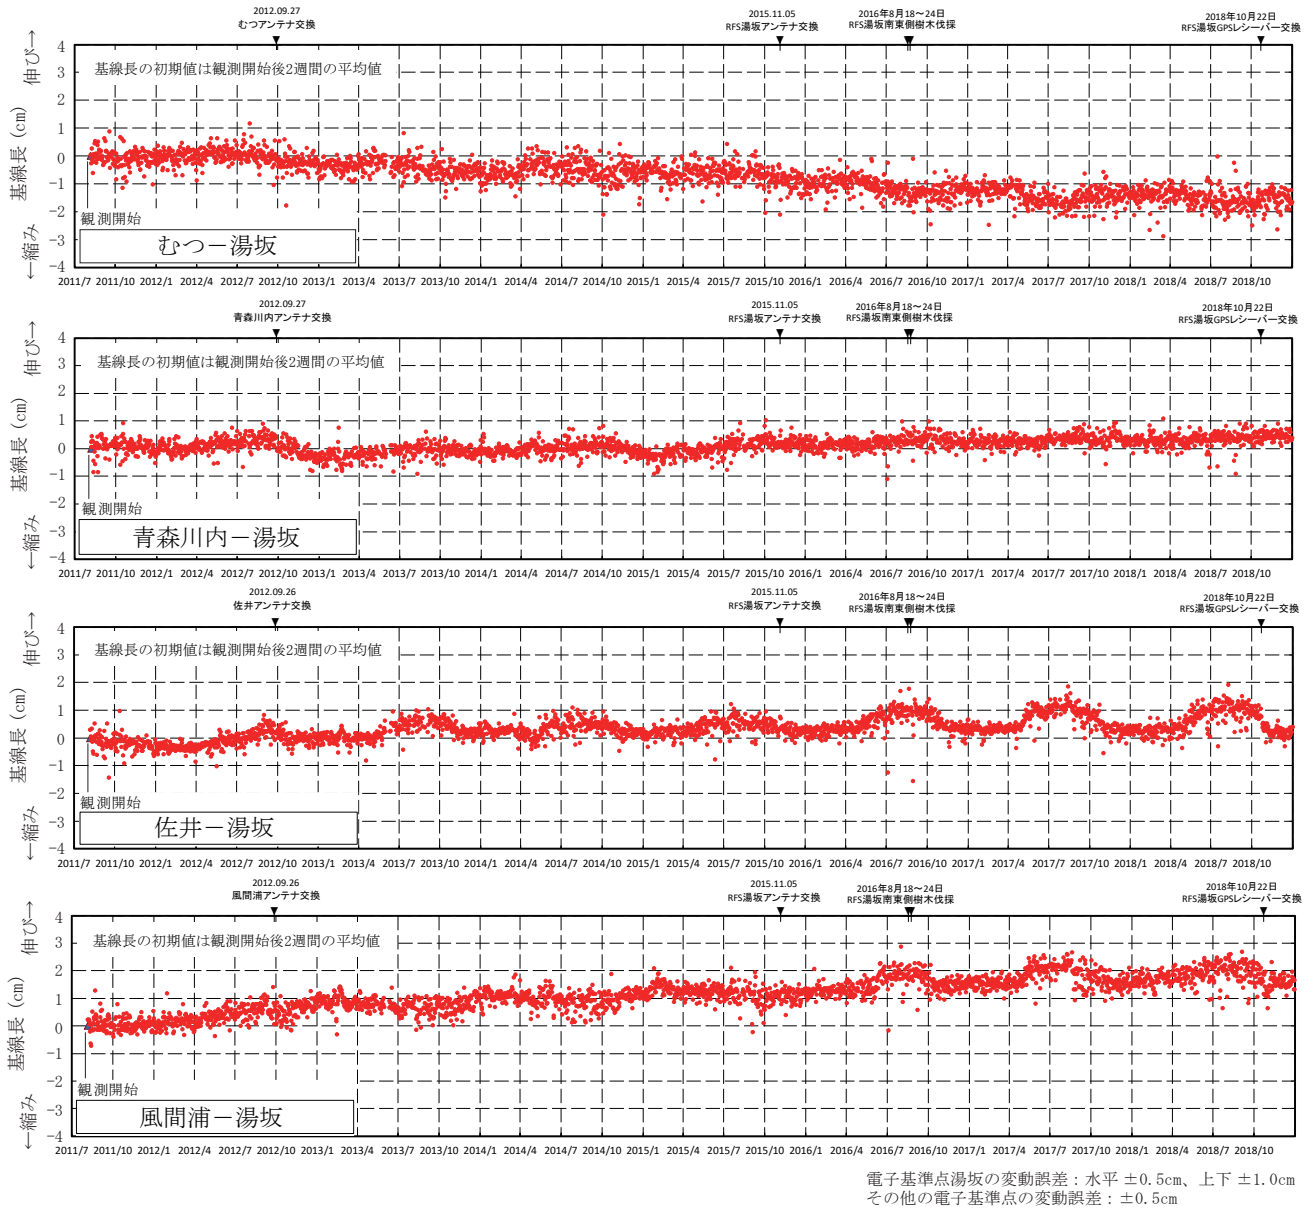 2012.09.27
むつアンテナ交換
2015.11.05
RFS湯坂アンテナ交換
2016年8月18～24日
RFS湯坂南東側樹木伐採
2018年10月22日
RFS湯坂GPSレシーバー交換
伸び→
基線長 (cm)
←縮み
4
3
2
1
0
-1
-2
-3
-4
基線長の初期値は観測開始後2週間の平均値
観測開始
むつ－湯坂
2011/7 2011/10 2012/1 2012/4 2012/7 2012/10 2013/1 2013/4 2013/7 2013/10 2014/1 2014/4 2014/7 2014/10 2015/1 2015/4 2015/7 2015/10 2016/1 2016/4 2016/7 2016/10 2017/1 2017/4 2017/7 2017/10 2018/1 2018/4 2018/7 2018/10
2012.09.27
青森川内アンテナ交換
2015.11.05
RFS湯坂アンテナ交換
2016年8月18～24日
RFS湯坂南東側樹木伐採
2018年10月22日
RFS湯坂GPSレシーバー交換
伸び→
基線長 (cm)
←縮み
4
3
2
1
0
-1
-2
-3
-4
基線長の初期値は観測開始後2週間の平均値
観測開始
青森川内－湯坂
2011/7 2011/10 2012/1 2012/4 2012/7 2012/10 2013/1 2013/4 2013/7 2013/10 2014/1 2014/4 2014/7 2014/10 2015/1 2015/4 2015/7 2015/10 2016/1 2016/4 2016/7 2016/10 2017/1 2017/4 2017/7 2017/10 2018/1 2018/4 2018/7 2018/10
2012.09.26
佐井アンテナ交換
2015.11.05
RFS湯坂アンテナ交換
2016年8月18～24日
RFS湯坂南東側樹木伐採
2018年10月22日
RFS湯坂GPSレシーバー交換
伸び→
基線長 (cm)
←縮み
4
3
2
1
0
-1
-2
-3
-4
基線長の初期値は観測開始後2週間の平均値
観測開始
佐井－湯坂
2011/7 2011/10 2012/1 2012/4 2012/7 2012/10 2013/1 2013/4 2013/7 2013/10 2014/1 2014/4 2014/7 2014/10 2015/1 2015/4 2015/7 2015/10 2016/1 2016/4 2016/7 2016/10 2017/1 2017/4 2017/7 2017/10 2018/1 2018/4 2018/7 2018/10
2012.09.26
風間浦アンテナ交換
2015.11.05
RFS湯坂アンテナ交換
2016年8月18～24日
RFS湯坂南東側樹木伐採
2018年10月22日
RFS湯坂GPSレシーバー交換
伸び→
基線長 (cm)
←縮み
4
3
2
1
0
-1
-2
-3
-4
基線長の初期値は観測開始後2週間の平均値
観測開始
風間浦－湯坂
2011/7 2011/10 2012/1 2012/4 2012/7 2012/10 2013/1 2013/4 2013/7 2013/10 2014/1 2014/4 2014/7 2014/10 2015/1 2015/4 2015/7 2015/10 2016/1 2016/4 2016/7 2016/10 2017/1 2017/4 2017/7 2017/10 2018/1 2018/4 2018/7 2018/10
電子基準点湯坂の変動誤差：水平 ±0.5cm、上下 ±1.0cm
その他の電子基準点の変動誤差：±0.5cm